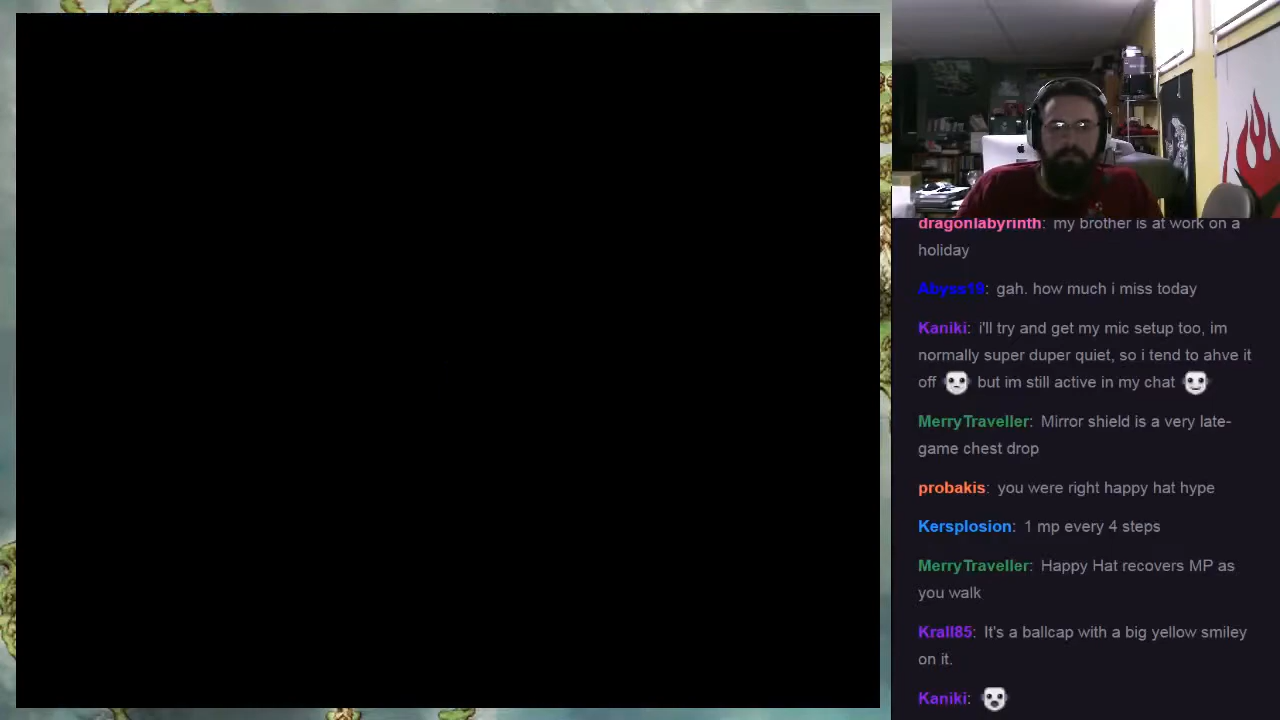 dragonlabyrinth: my brother is at work on a
holiday
Abyss19: gah. how much i miss today
Kaniki: i'll try and get my mic setup too, im
normally super duper quiet, so i tend to ahve it
off but im still active in my chat
MerryTraveller: Mirror shield is a very late-
game chest drop
probakis: you were right happy hat hype
Kersplosion: 1 mp every 4 steps
MerryTraveller: Happy Hat recovers MP as
you walk
Krall85: It's a ballcap with a big yellow smiley
on it.
Kaniki: